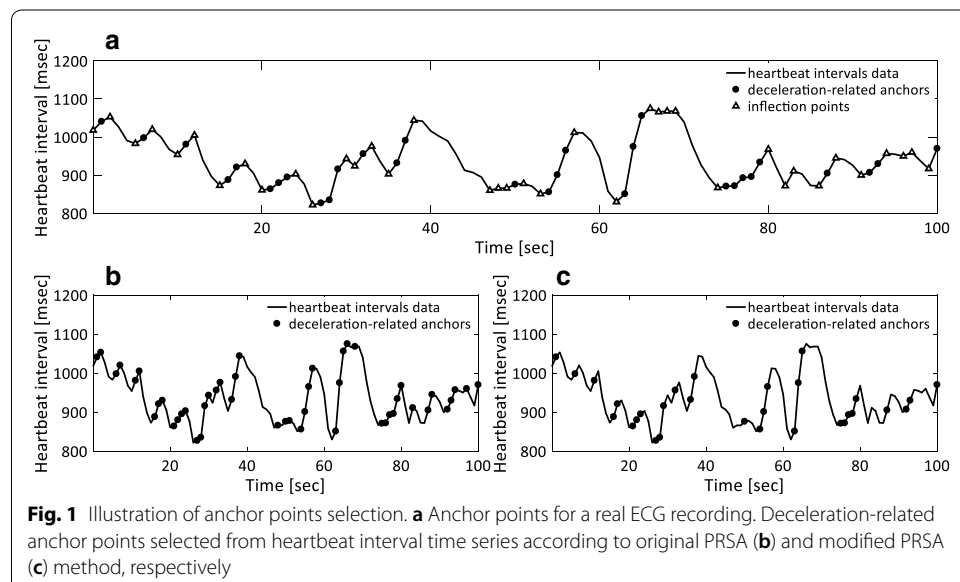 a
1200
1100
1000
900
800
Heartbeat interval [msec]
heartbeat intervals data
deceleration-related anchors
inflection points
20
40
60
80
100
Time [sec]
b
1200
1100
1000
900
800
Heartbeat interval [msec]
heartbeat intervals data
deceleration-related anchors
20
40
60
80
100
Time [sec]
c
1200
1100
1000
900
800
Heartbeat interval [msec]
heartbeat intervals data
deceleration-related anchors
20
40
60
80
100
Time [sec]
Fig. 1 Illustration of anchor points selection. a Anchor points for a real ECG recording. Deceleration-related
anchor points selected from heartbeat interval time series according to original PRSA (b) and modified PRSA
(c) method, respectively